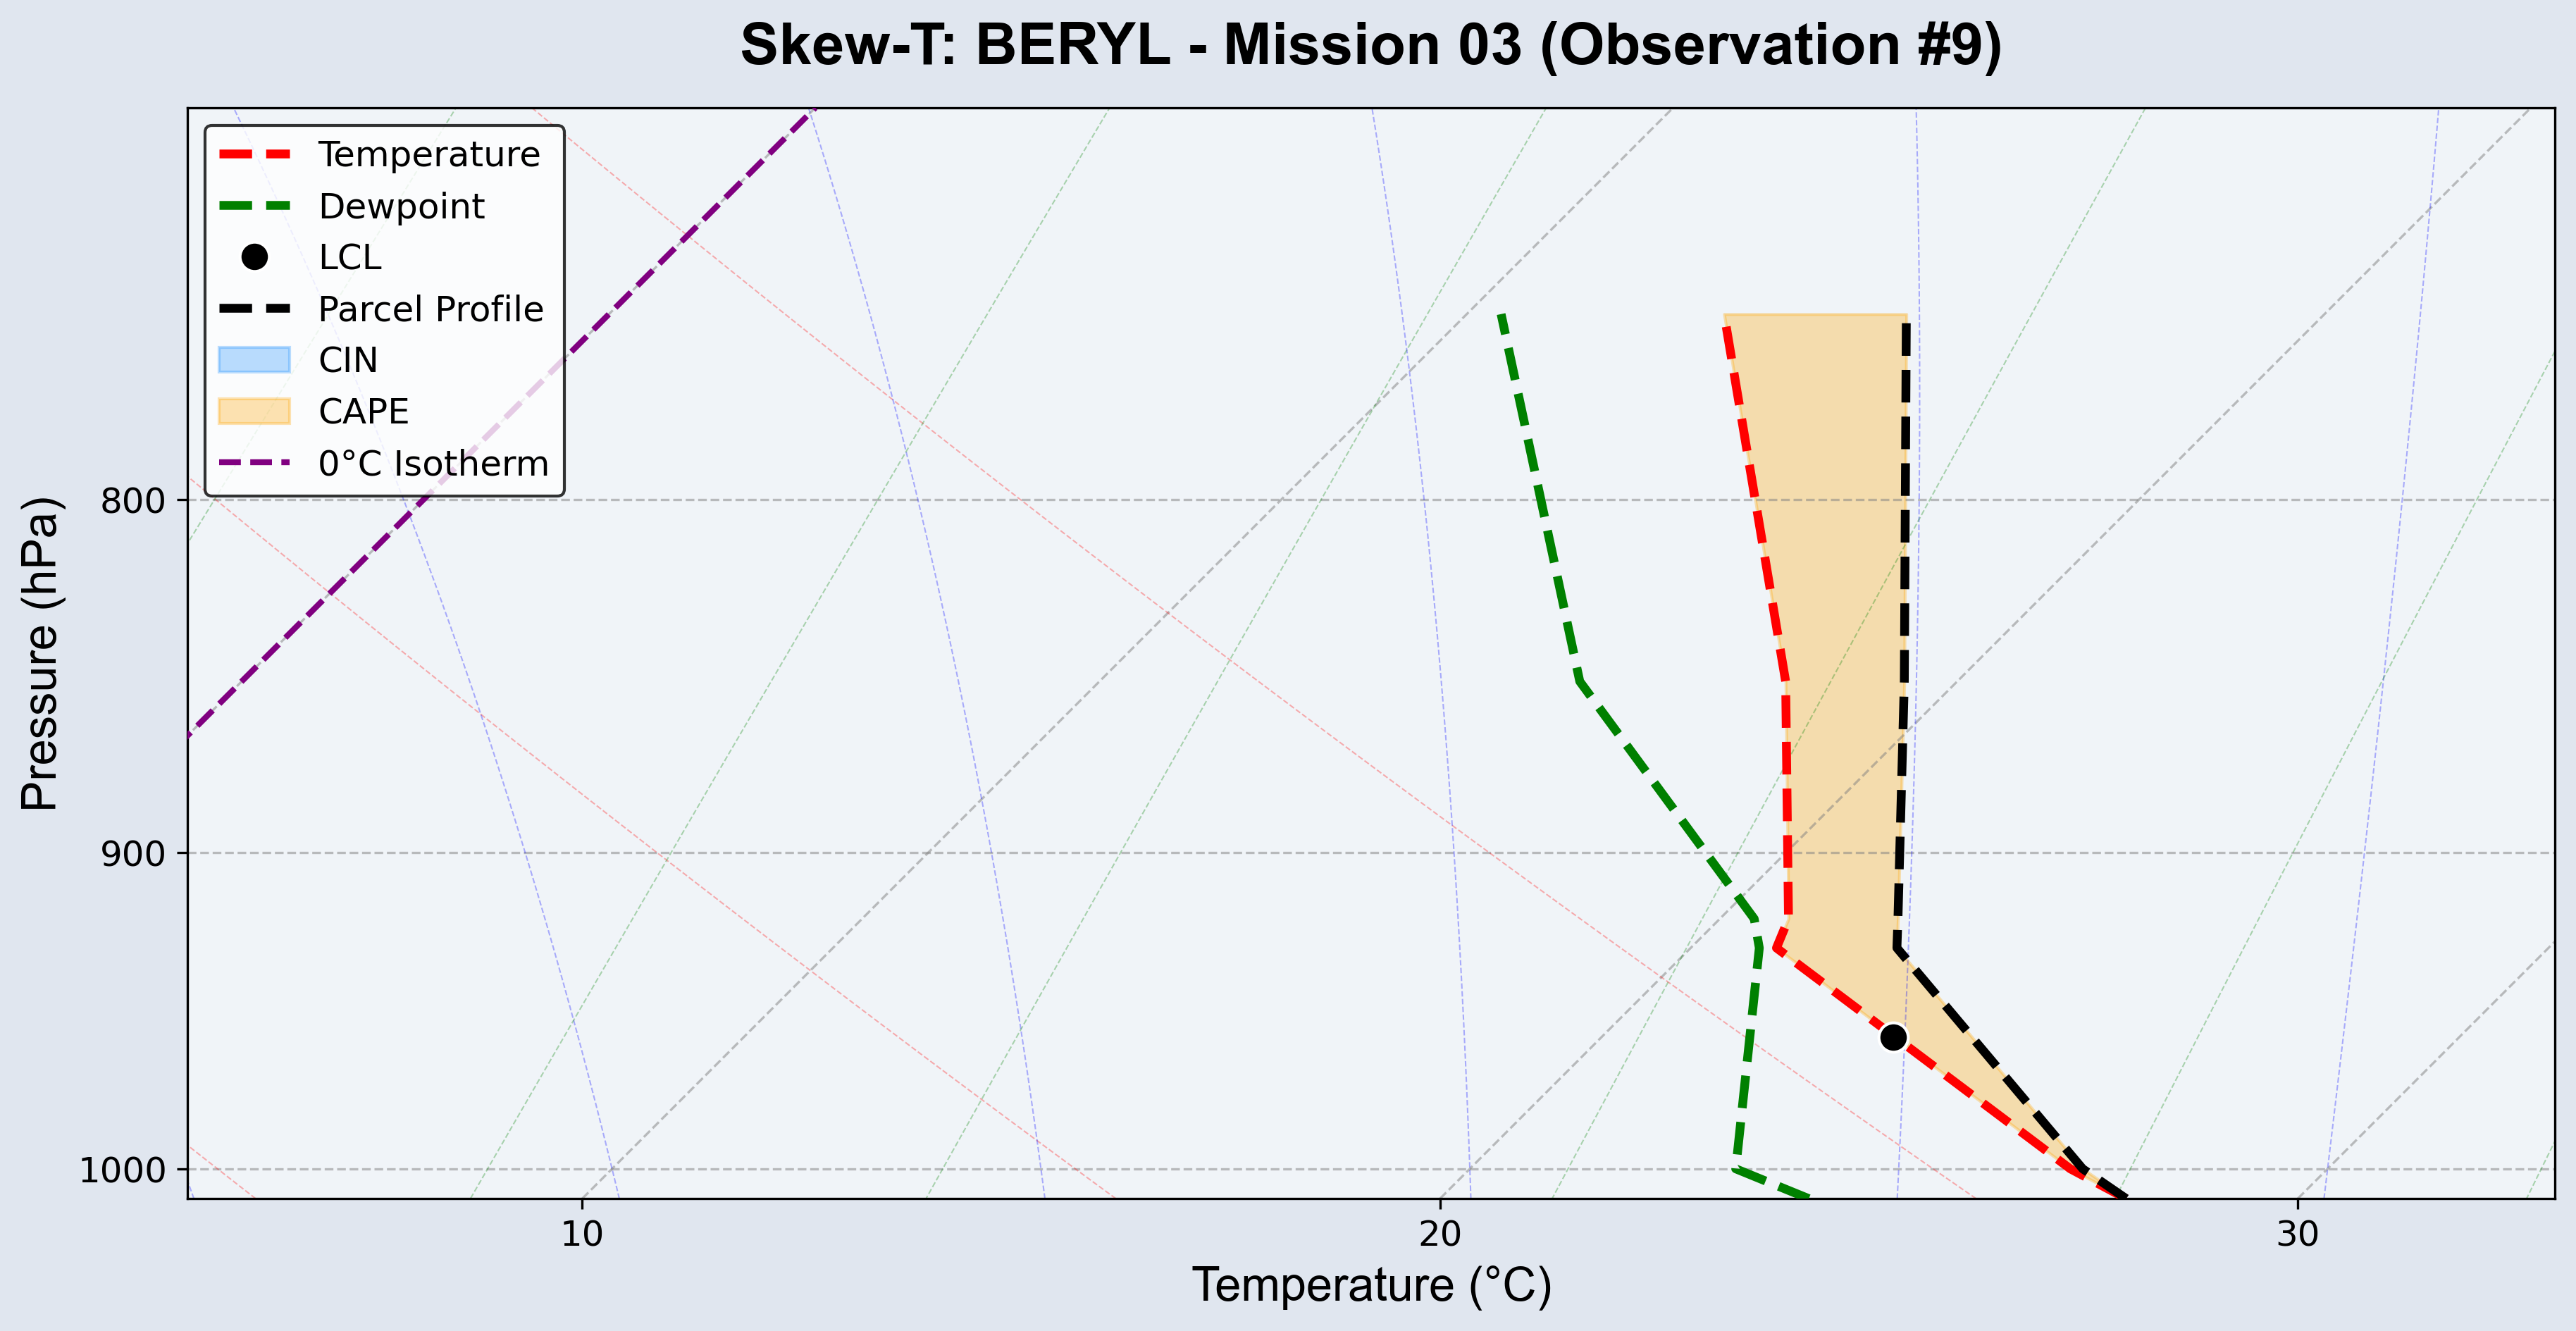 Skew-T: BERYL - Mission 03 (Observation #9)
Temperature
Dewpoint
LCL
Parcel Profile
CIN
CAPE
0°C Isotherm
Pressure (hPa)
800
900
1000
10
20
30
Temperature (°C)